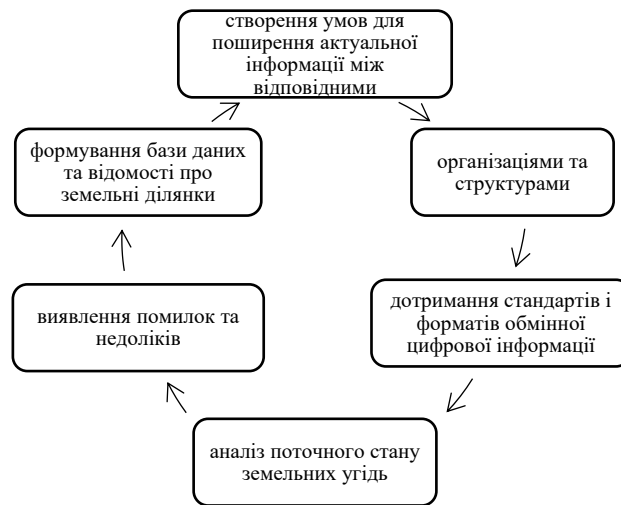 створення умов для
поширення актуальної
інформації між
відповідними
організаціями та
структурами
дотримання стандартів і
форматів обмінної
цифрової інформації
аналіз поточного стану
земельних угідь
виявлення помилок та
недоліків
формування бази даних
та відомості про
земельні ділянки